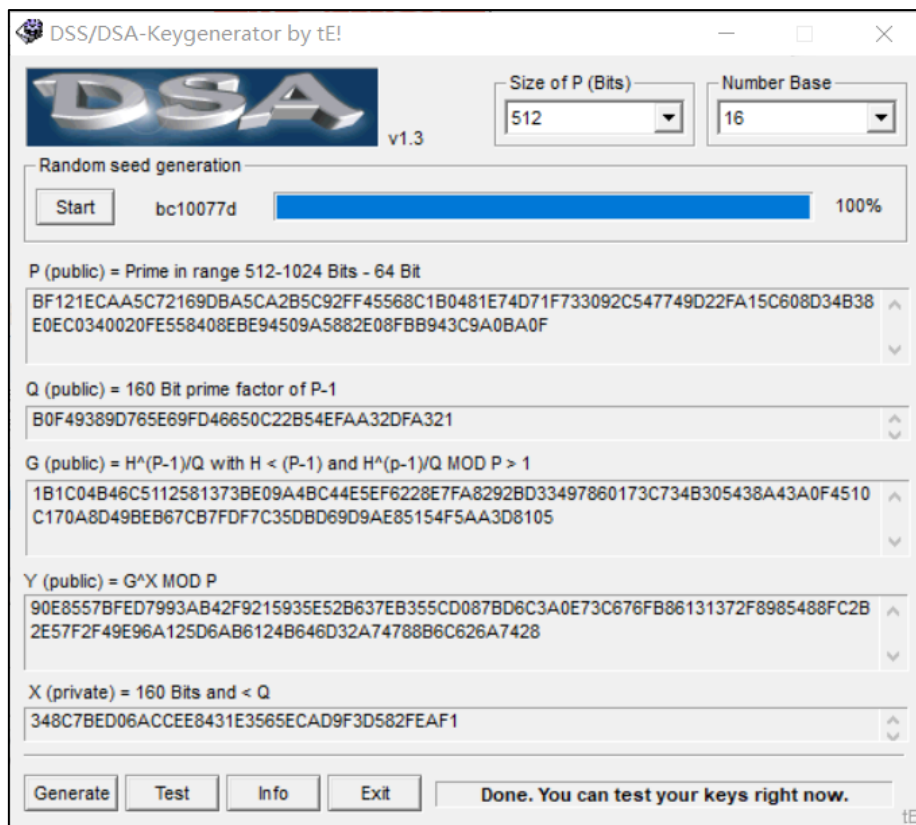 DSS/DSA-Keygenerator by tE!
DSA
v1.3
Size of P (Bits)
512
Number Base
16
Random seed generation
Start
bc10077d
100%
P (public) = Prime in range 512-1024 Bits - 64 Bit
BF121ECAA5C72169DBA5CA2B5C92FF45568C1B0481E74D71F733092C547749D22FA15C608D34B38
E0EC0340020FE558408EBE94509A5882E08FBB943C9A0BA0F
Q (public) = 160 Bit prime factor of P-1
B0F49389D765E69FD46650C22B54EFAA32DFA321
G (public) = H^(P-1)/Q with H < (P-1) and H^(p-1)/Q MOD P > 1
1B1C04B46C5112581373BE09A4BC44E5EF6228E7FA8292BD33497860173C734B305438A43A0F4510
C170A8D49BEB67CB7FDF7C35DBD69D9AE85154F5AA3D8105
Y (public) = G^X MOD P
90E8557BFED7993AB42F9215935E52B637EB355CD087BD6C3A0E73C676FB86131372F8985488FC2B
2E57F2F49E96A125D6AB6124B646D32A74788B6C626A7428
X (private) = 160 Bits and < Q
348C7BED06ACCEE8431E3565ECAD9F3D582FEAF1
Generate
Test
Info
Exit
Done. You can test your keys right now.
tE